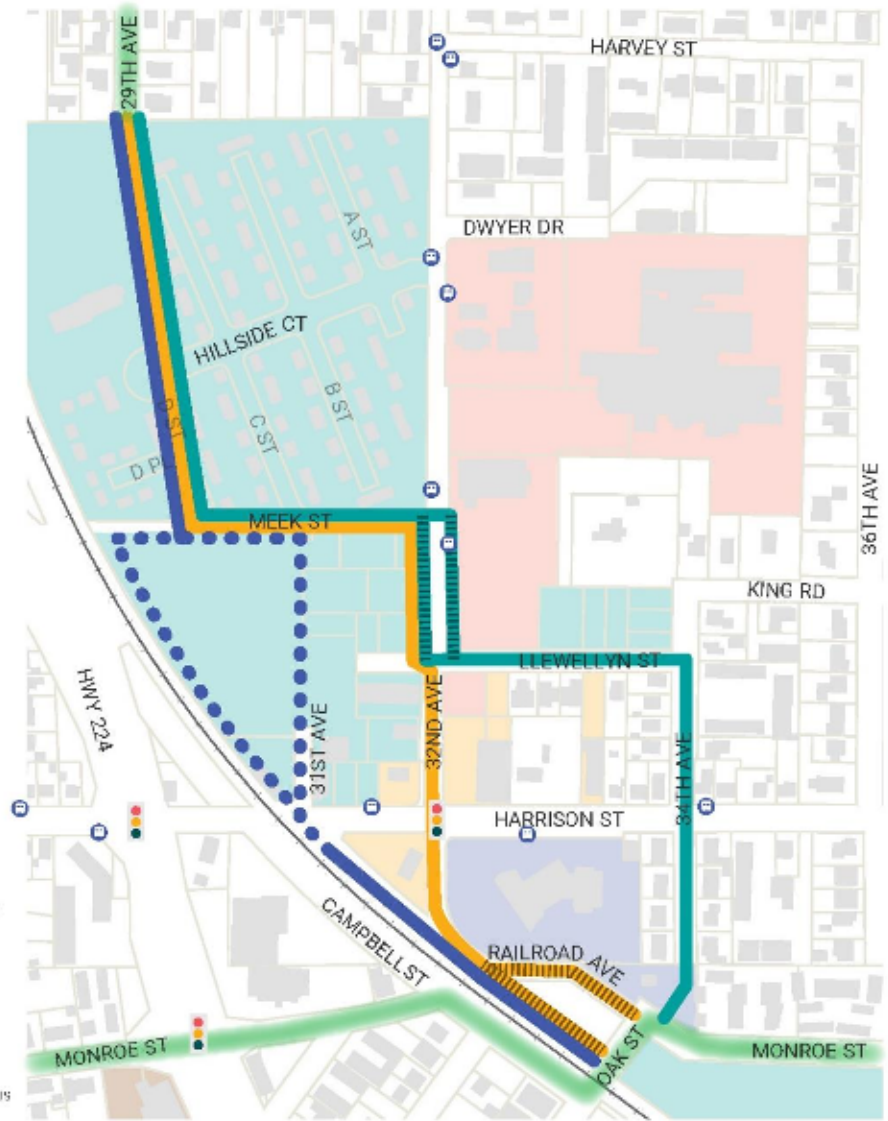 29TH AVE
HARVEY ST
A ST
DWYER DR
HILLSIDE CT
B ST
C ST
D ST
D PL
MEEK ST
36TH AVE
KING RD
LLEWELLYN ST
HWY 224
31ST AVE
32ND AVE
34TH AVE
HARRISON ST
CAMPBELL ST
RAILROAD AVE
MONROE ST
OAK ST
MONROE ST